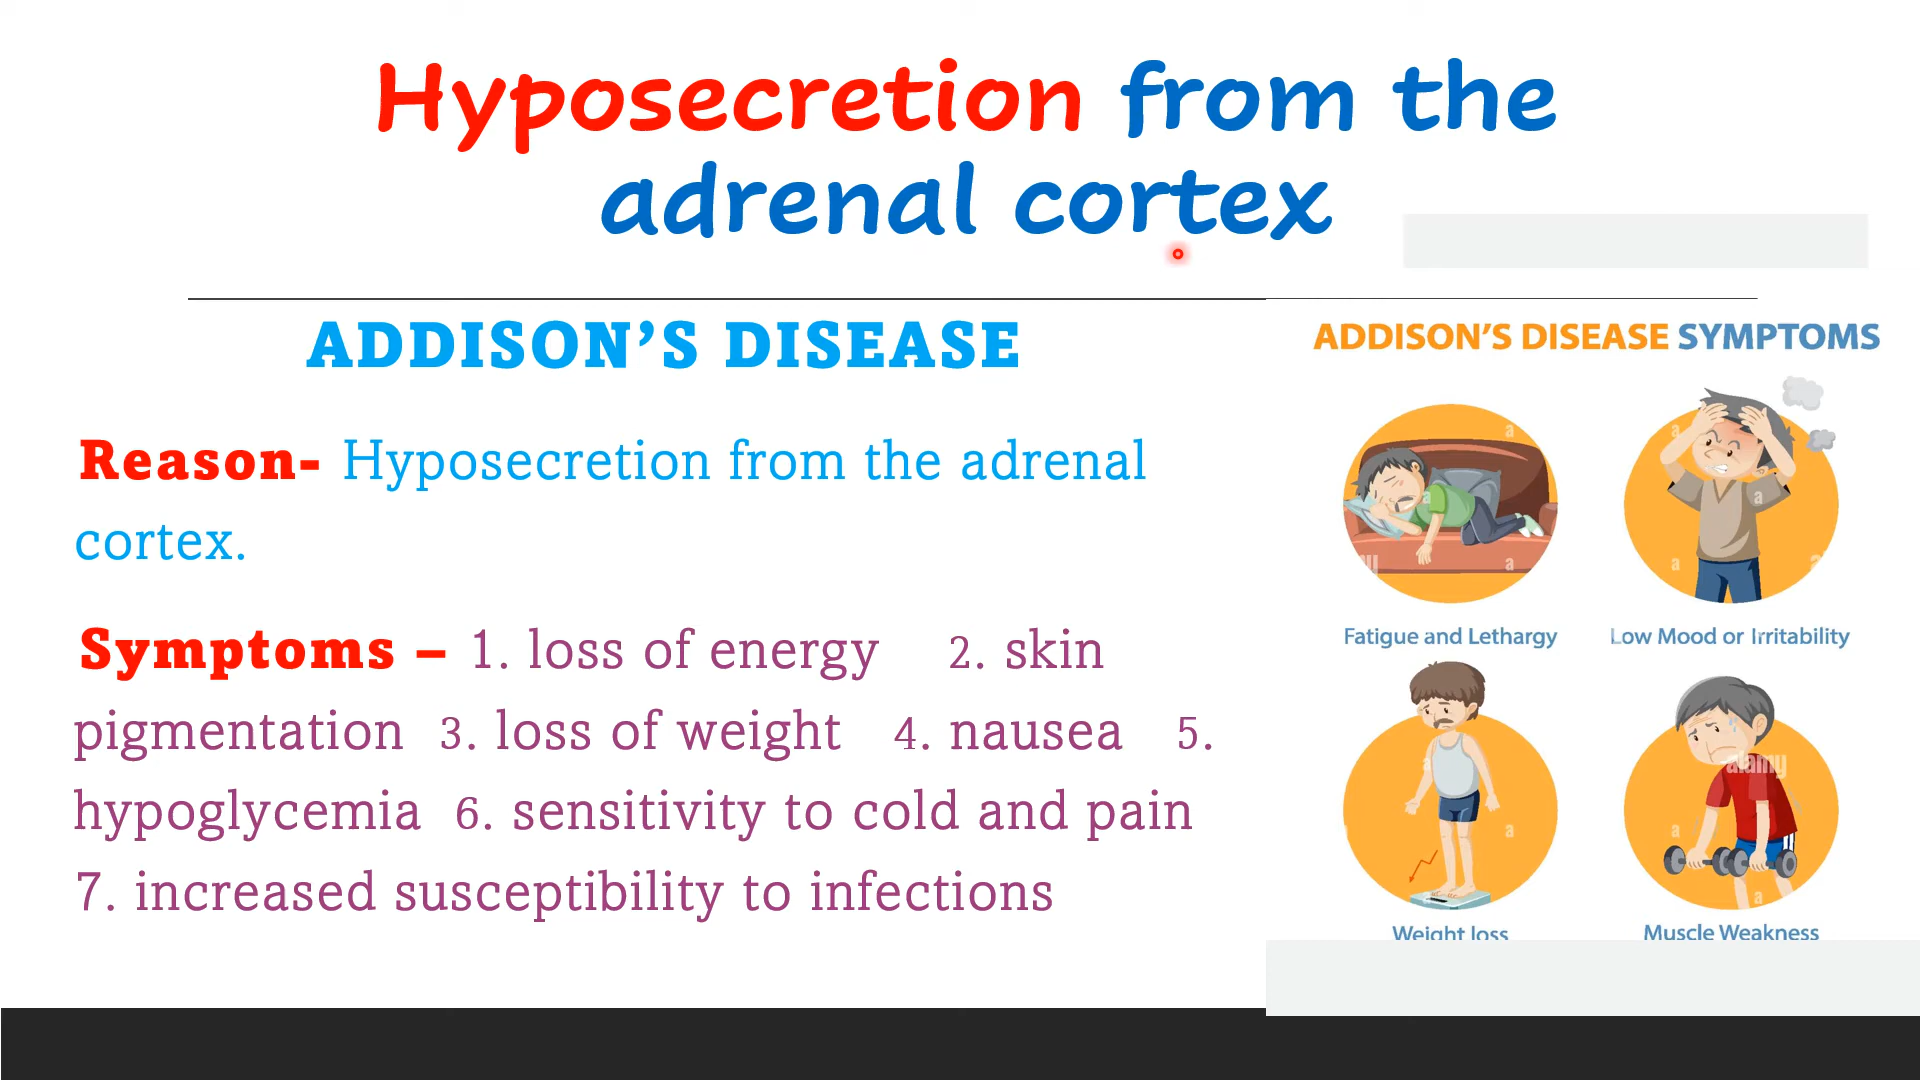 Hyposecretion from the
adrenal cortex
ADDISON’S DISEASE
Reason- Hyposecretion from the adrenal
cortex.
Symptoms – 1. loss of energy 2. skin
pigmentation 3. loss of weight 4. nausea 5.
hypoglycemia 6. sensitivity to cold and pain
7. increased susceptibility to infections
ADDISON’S DISEASE SYMPTOMS
Fatigue and Lethargy
Low Mood or Irritability
Weight loss
Muscle Weakness
alamy